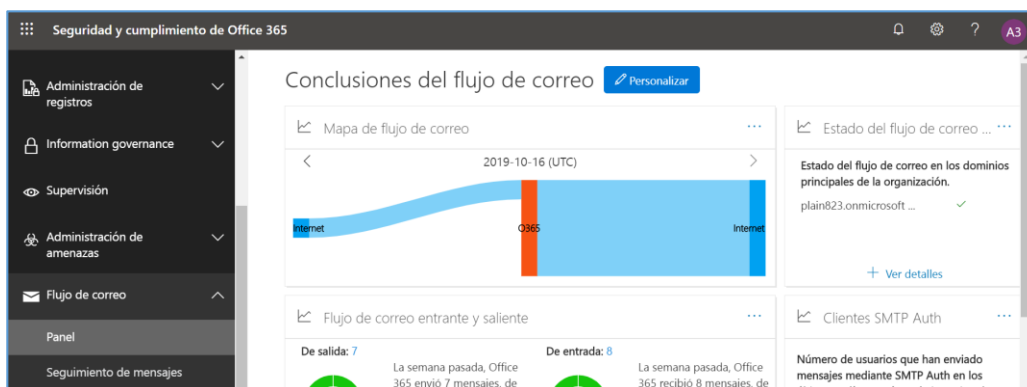 Seguridad y cumplimiento de Office 365
A3
Administración de
registros
Information governance
Supervisión
Administración de
amenazas
Flujo de correo
Panel
Seguimiento de mensajes
Conclusiones del flujo de correo
Personalizar
Mapa de flujo de correo
2019-10-16 (UTC)
Internet
O365
Internet
Estado del flujo de correo ...
Estado del flujo de correo en los dominios
principales de la organización.
plain823.onmicrosoft ...
Ver detalles
Flujo de correo entrante y saliente
De salida: 7
La semana pasada, Office
365 envió 7 mensajes, de
De entrada: 8
La semana pasada, Office
365 recibió 8 mensajes, de
Clientes SMTP Auth
Número de usuarios que han enviado
mensajes mediante SMTP Auth en los